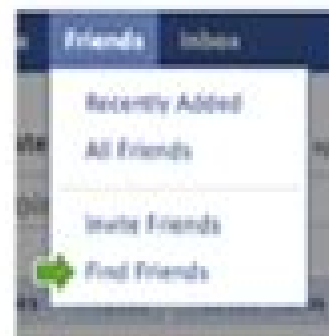 Friends Inbox
Recently Added
All Friends
Invite Friends
Find Friends